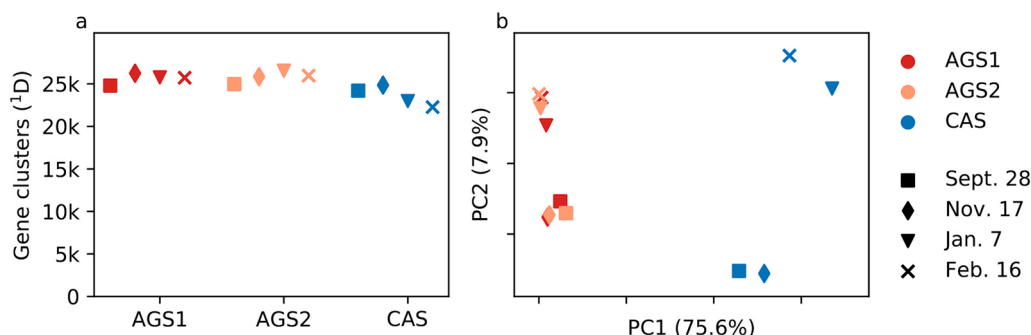 a
Gene clusters (¹D)
25k
20k
15k
10k
5k
0
AGS1 AGS2 CAS
b
PC2 (7.9%)
PC1 (75.6%)
AGS1
AGS2
CAS
Sept. 28
Nov. 17
Jan. 7
Feb. 16